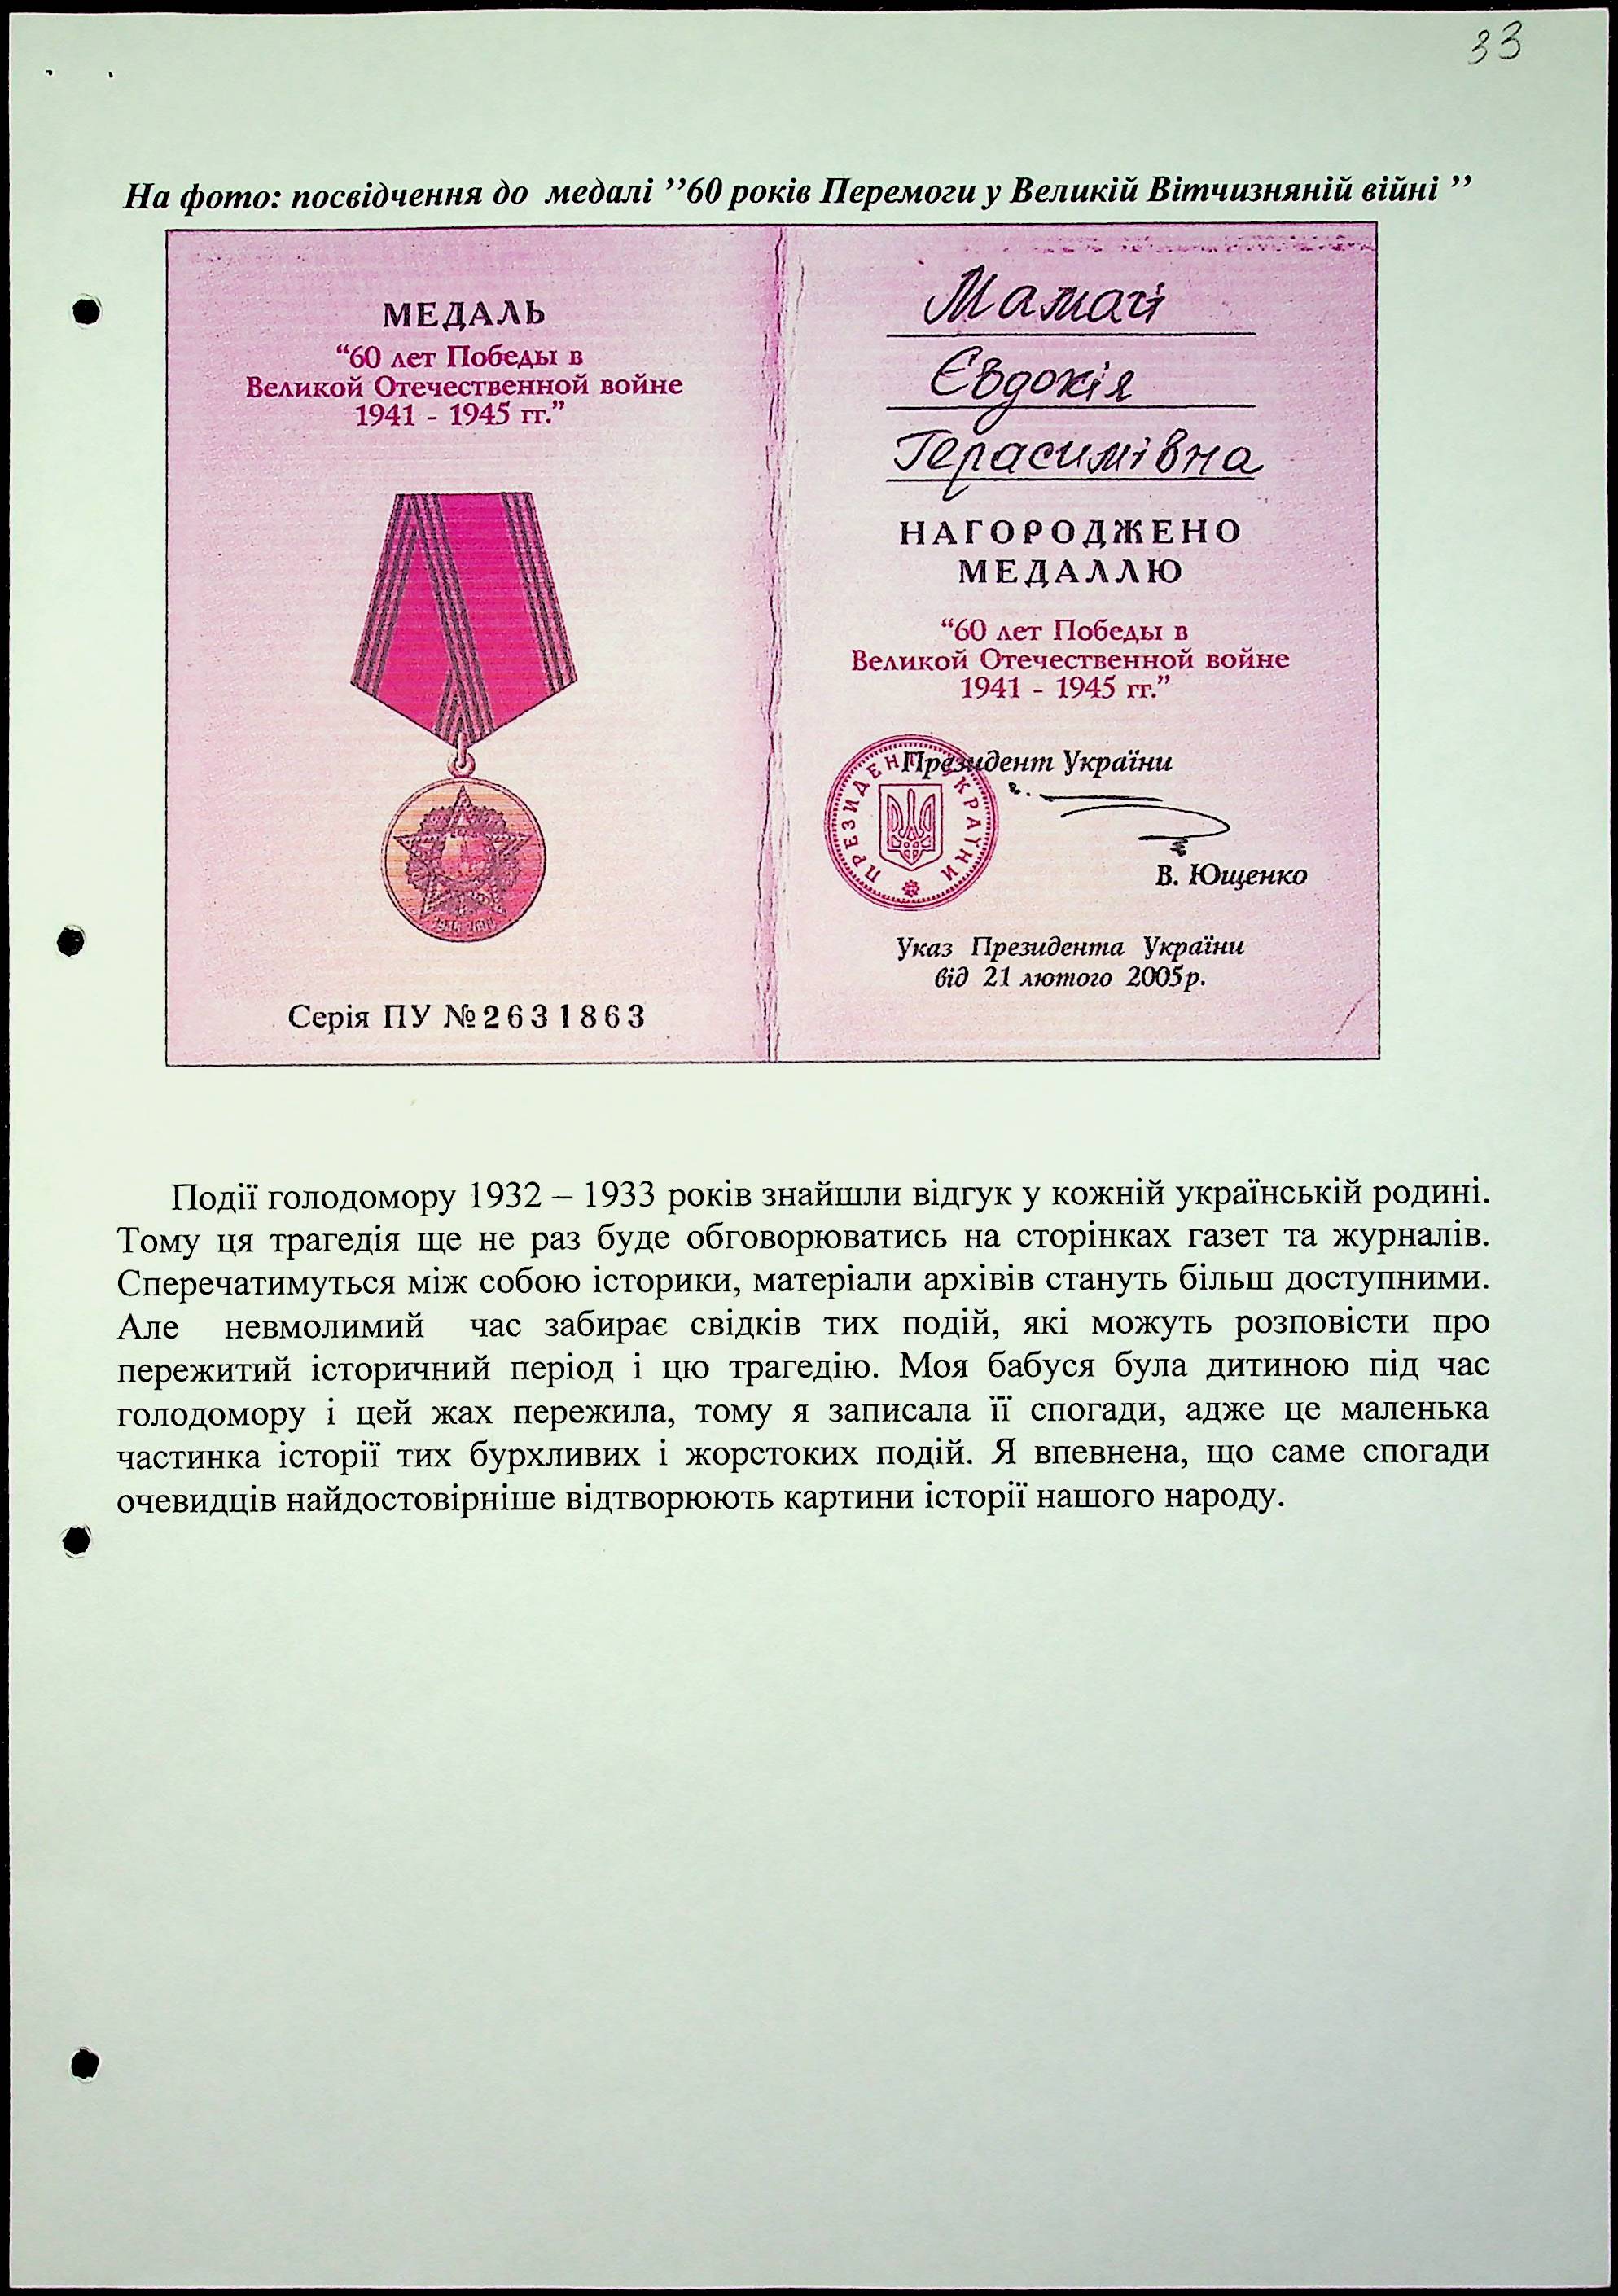 33
На фото: посвідчення до медалі ’’60 років Перемоги у Великій Вітчизняній війні ’’
МЕДАЛЬ
“60 лет Победы в
Великой Отечественной войне
1941 - 1945 гг.”
Серія ПУ №2631863
Мамай
Євдокія
Герасимівна
НАГОРОДЖЕНО
МЕДАЛЛЮ
“60 лет Победы в
Великой Отечественной войне
1941 - 1945 гг.”
ПРЕЗИДЕНТ УКРАЇНИ
Президент України
В. Ющенко
Указ Президента України
від 21 лютого 2005р.
Події голодомору 1932 – 1933 років знайшли відгук у кожній українській родині.
Тому ця трагедія ще не раз буде обговорюватись на сторінках газет та журналів.
Сперечатимуться між собою історики, матеріали архівів стануть більш доступними.
Але невмолимий час забирає свідків тих подій, які можуть розповісти про
пережитий історичний період і цю трагедію. Моя бабуся була дитиною під час
голодомору і цей жах пережила, тому я записала її спогади, адже це маленька
частинка історії тих бурхливих і жорстоких подій. Я впевнена, що саме спогади
очевидців найдостовірніше відтворюють картини історії нашого народу.